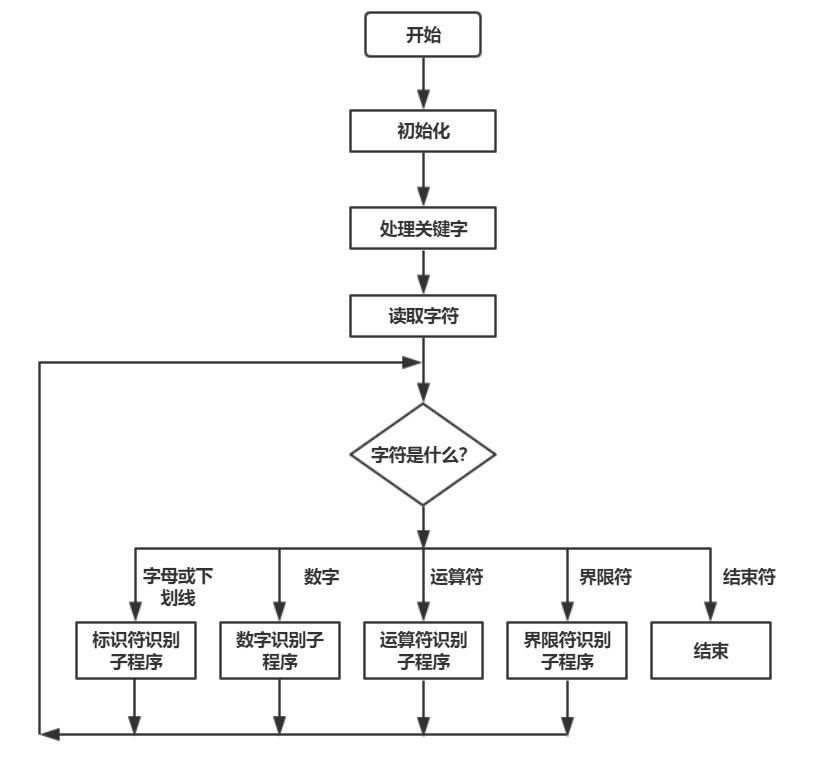 开始
初始化
处理关键字
读取字符
字符是什么?
字母或下
划线
数字
运算符
界限符
结束符
标识符识别
子程序
数字识别子
程序
运算符识别
子程序
界限符识别
子程序
结束